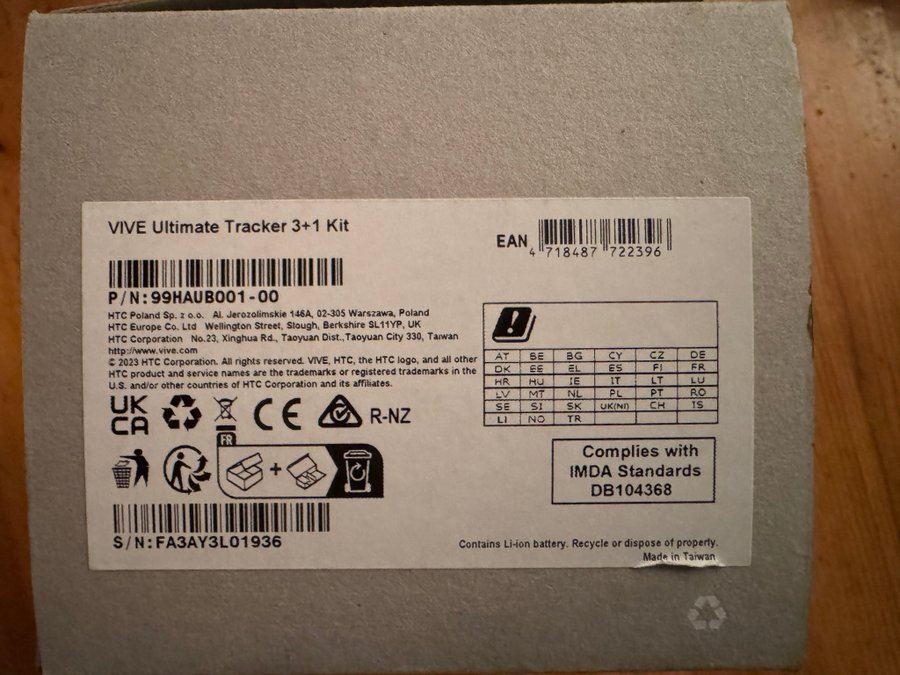 VIVE Ultimate Tracker 3+1 Kit
EAN
4 718487 722396
P/N:99HAUB001-00
HTC Poland Sp. z o.o. Al. Jerozolimskie 146A, 02-305 Warszawa, Poland
HTC Europe Co. Ltd Wellington Street, Slough, Berkshire SL11YP, UK
HTC Corporation No.23, Xinghua Rd., Taoyuan Dist.,Taoyuan City 330, Taiwan
http://www.vive.com
© 2023 HTC Corporation. All rights reserved. VIVE, HTC, the HTC logo, and all other
HTC product and service names are the trademarks or registered trademarks in the
U.S. and/or other countries of HTC Corporation and its affiliates.
AT BE BG CY CZ DE
DK EE EL ES FI FR
HR HU IE IT LT LU
LV MT NL PL PT RO
SE SI SK UK(NI) CH IS
LI NO TR
UK
CA
CE
R-NZ
FR
Complies with
IMDA Standards
DB104368
S/N:FA3AY3L01936
Contains Li-ion battery. Recycle or dispose of property.
Made in Taiwan